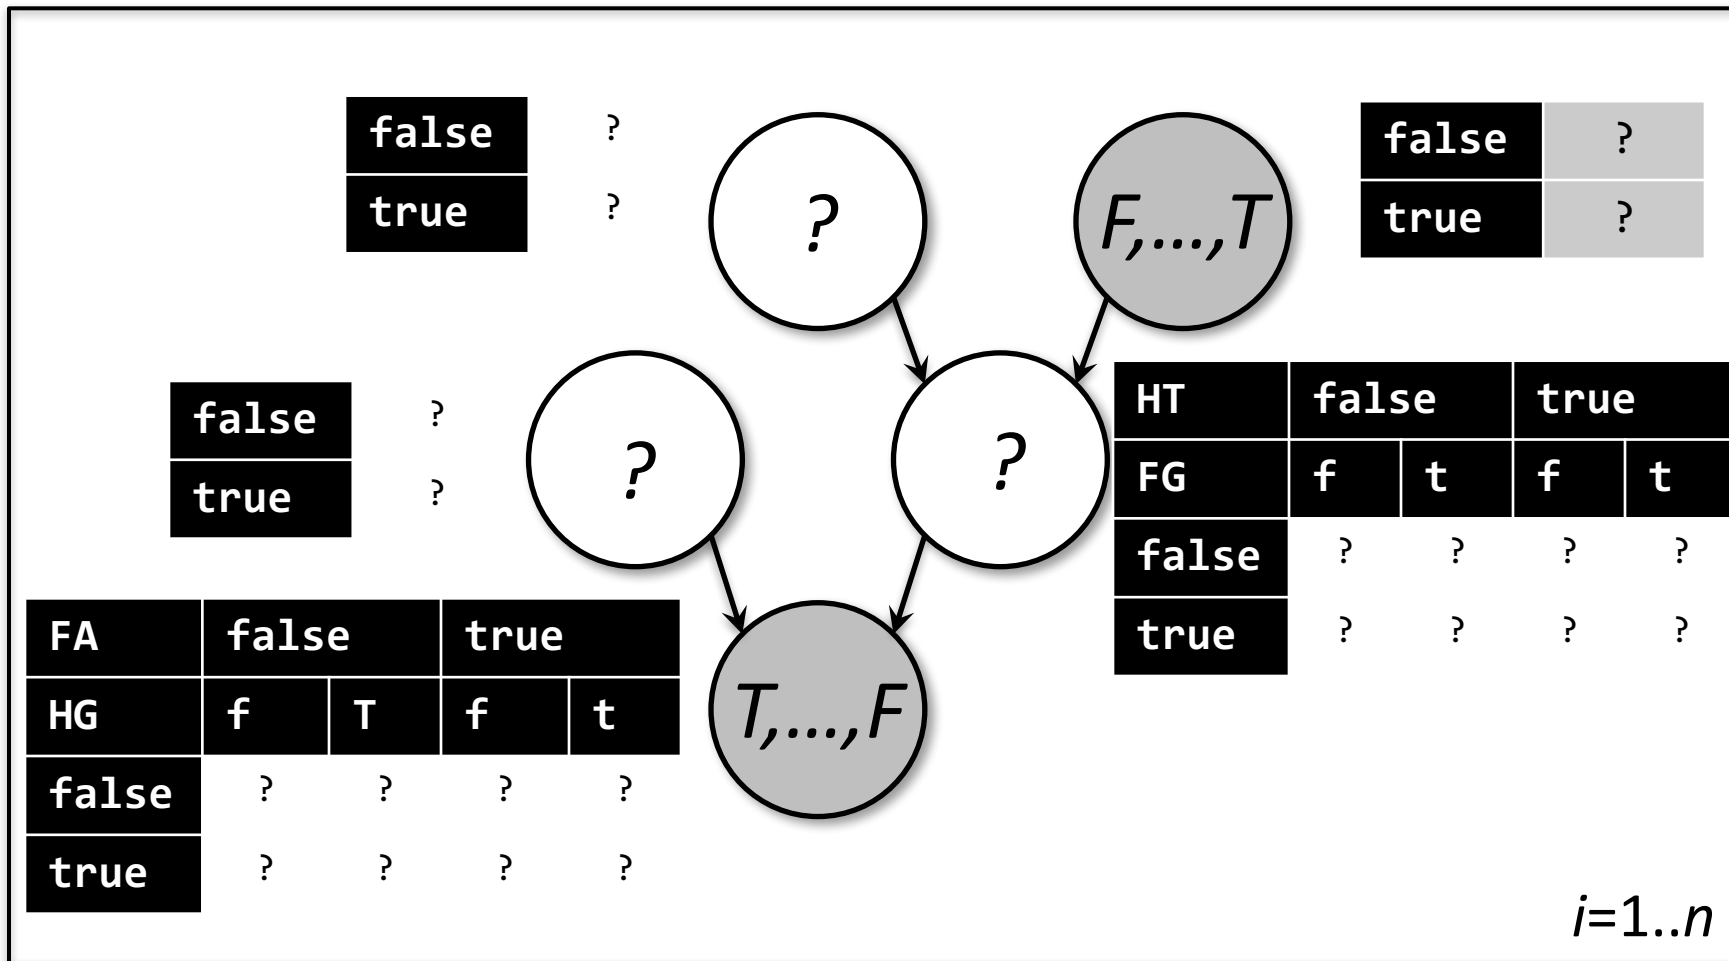 false ?
true ?
?
F,...,T
false ?
true ?
false ?
true ?
?
?
HT false true
FG f t f t
false ? ? ? ?
true ? ? ? ?
FA false true
HG f T f t
false ? ? ? ?
true ? ? ? ?
T,...,F
i=1..n